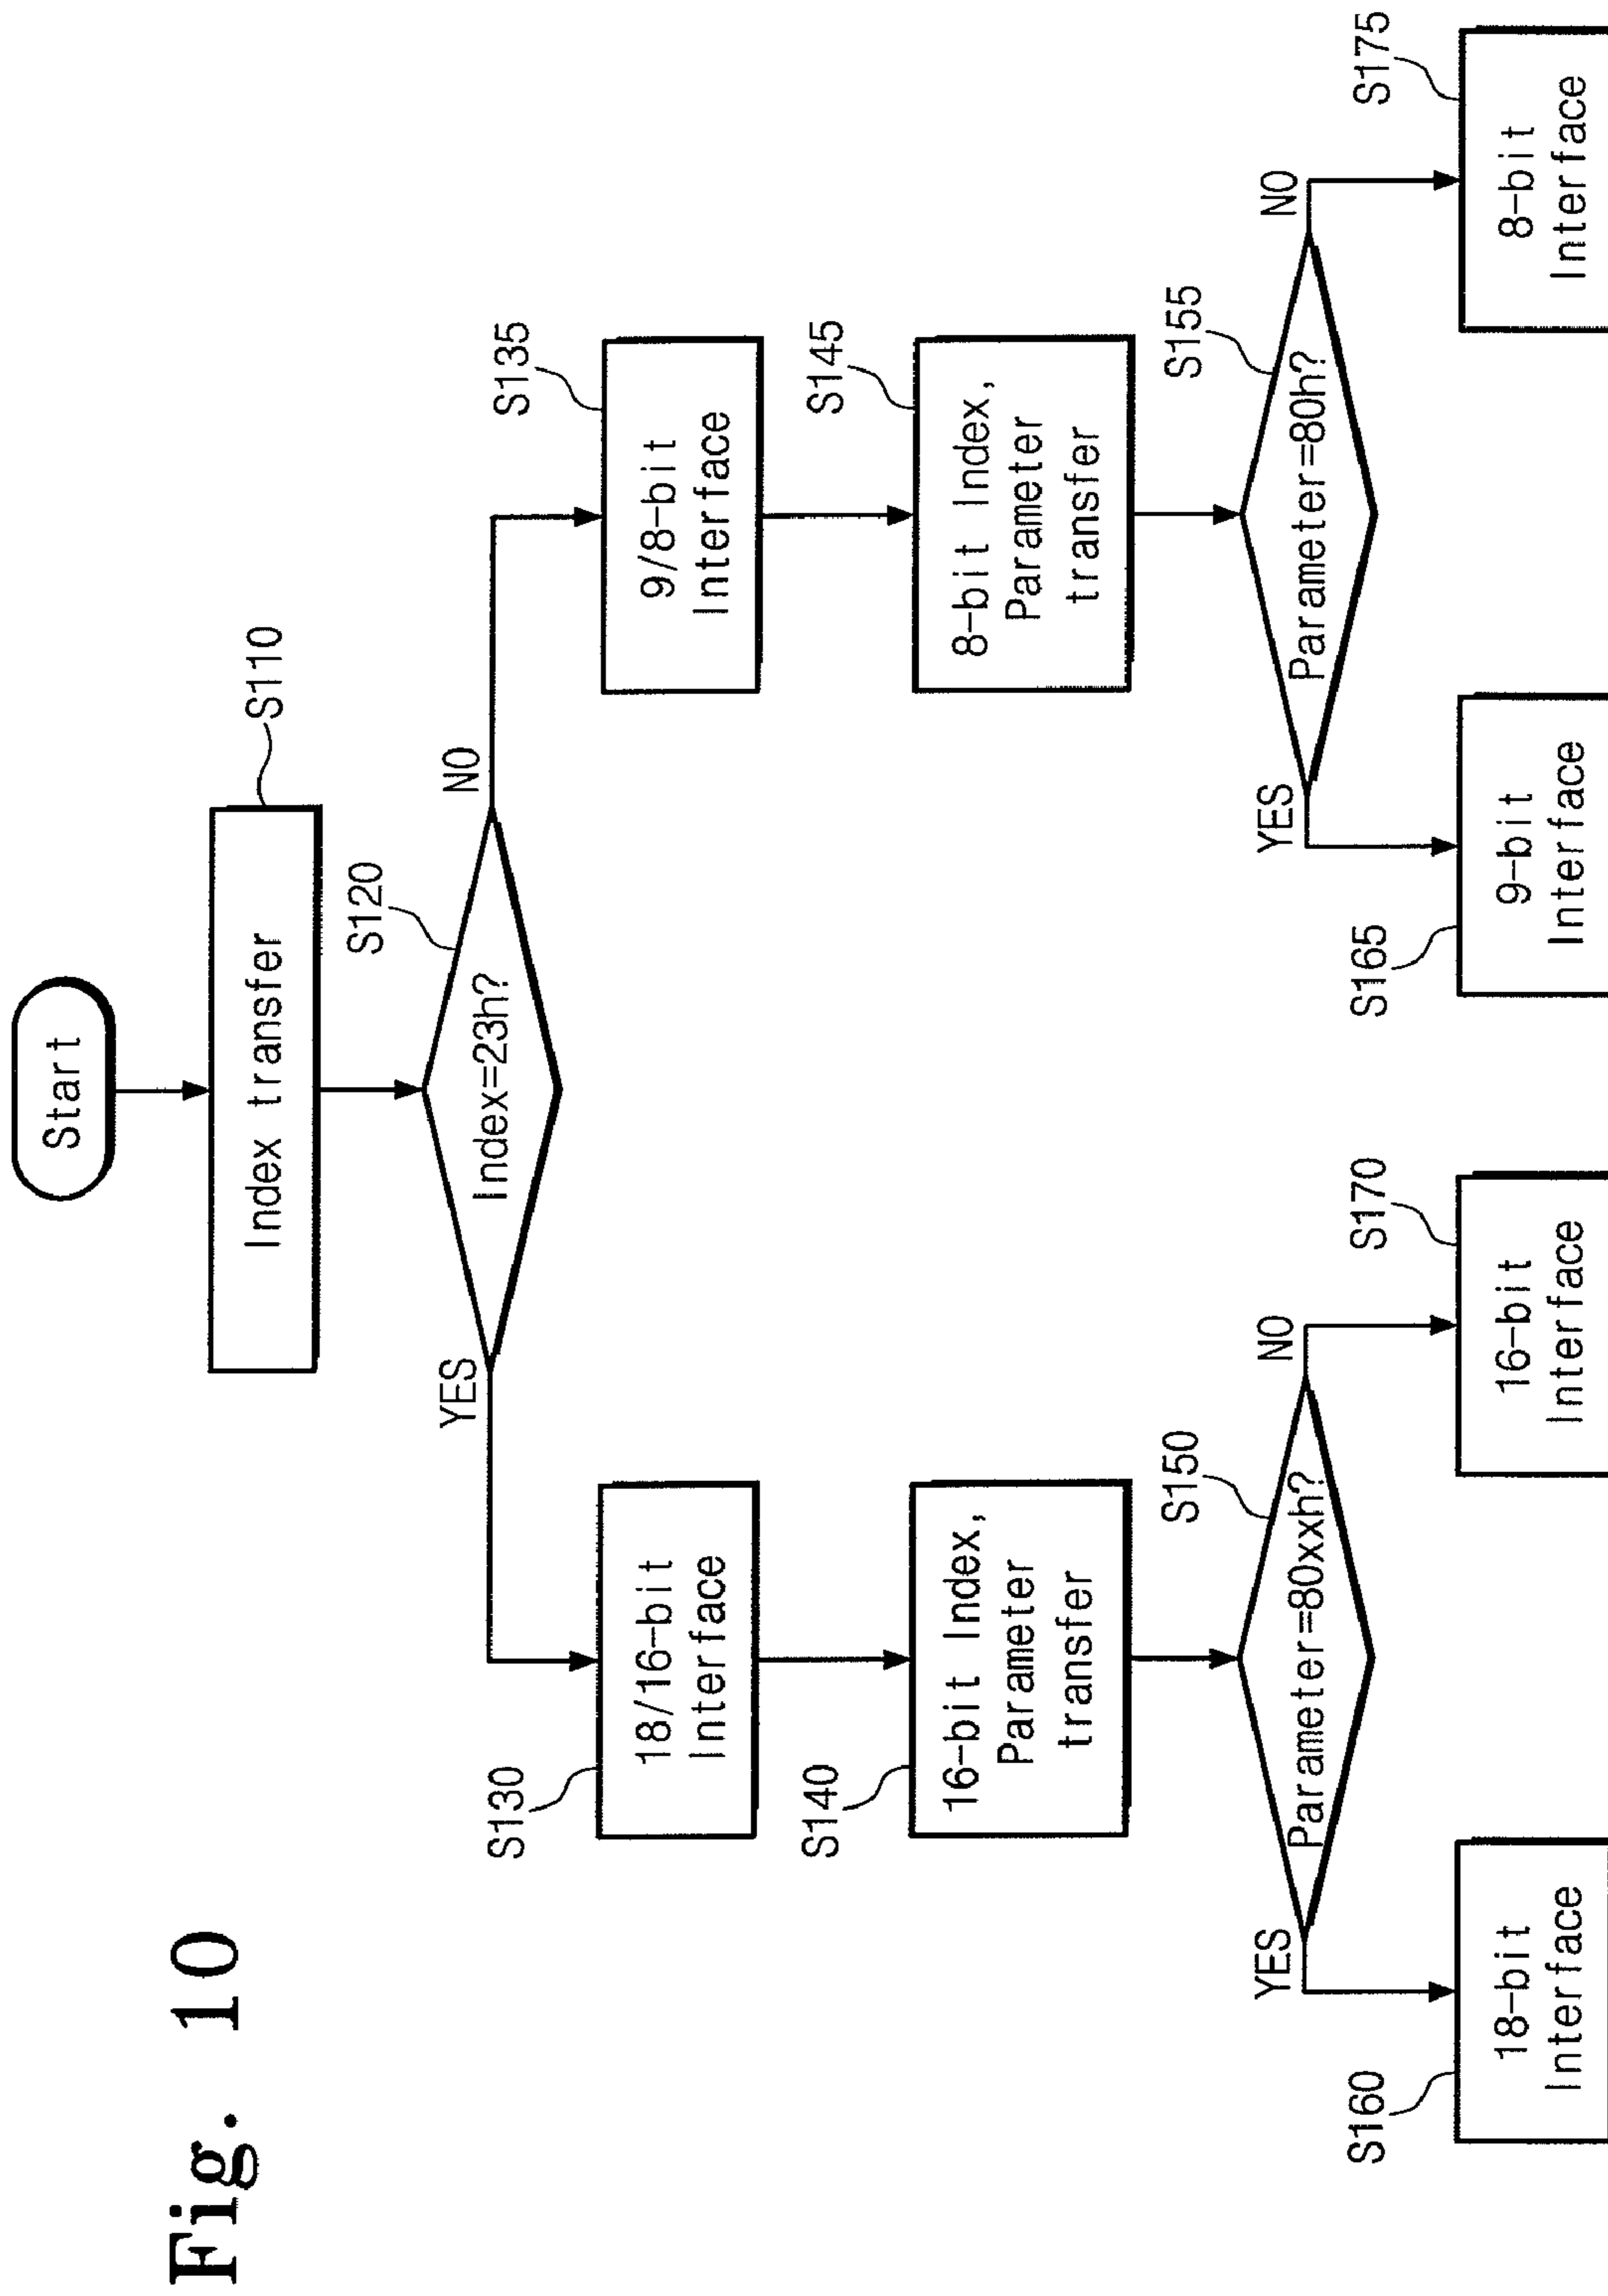 Fig. 10
Start
Index transfer
S110
Index=23h?
S120
YES
NO
S130
18/16-bit
Interface
9/8-bit
Interface
S135
S140
16-bit Index,
Parameter
transfer
8-bit Index,
Parameter
transfer
S145
Parameter=80xxh?
S150
YES
NO
Parameter=80h?
S155
YES
NO
S160
18-bit
Interface
16-bit
Interface
S170
S165
9-bit
Interface
8-bit
Interface
S175